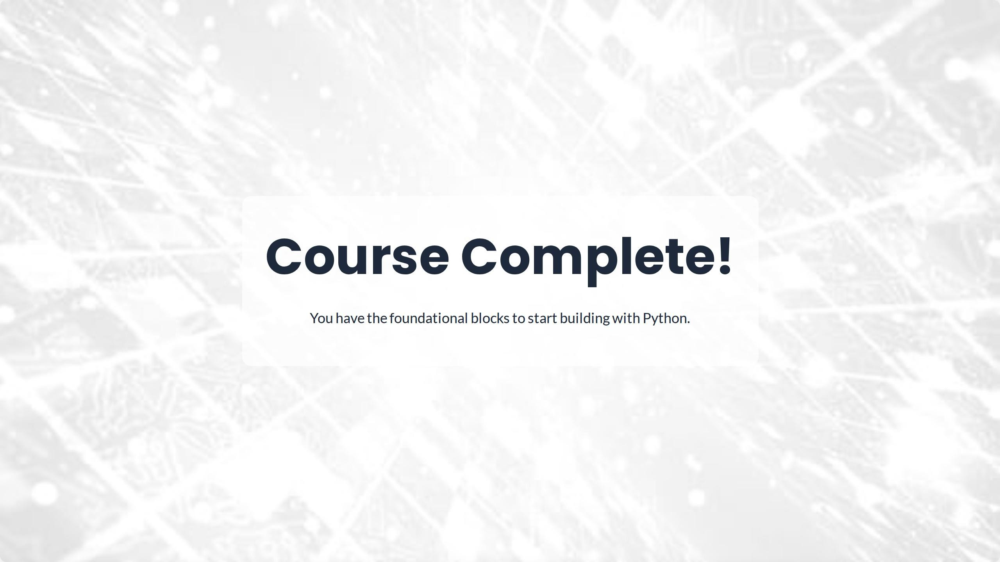 Course Complete!
You have the foundational blocks to start building with Python.